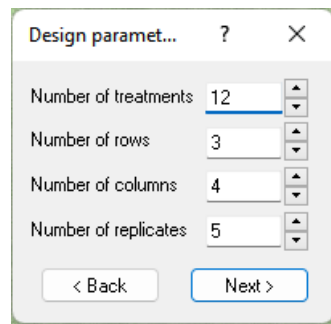 Design paramet... ?
Number of treatments 12
Number of rows 3
Number of columns 4
Number of replicates 5
< Back Next >